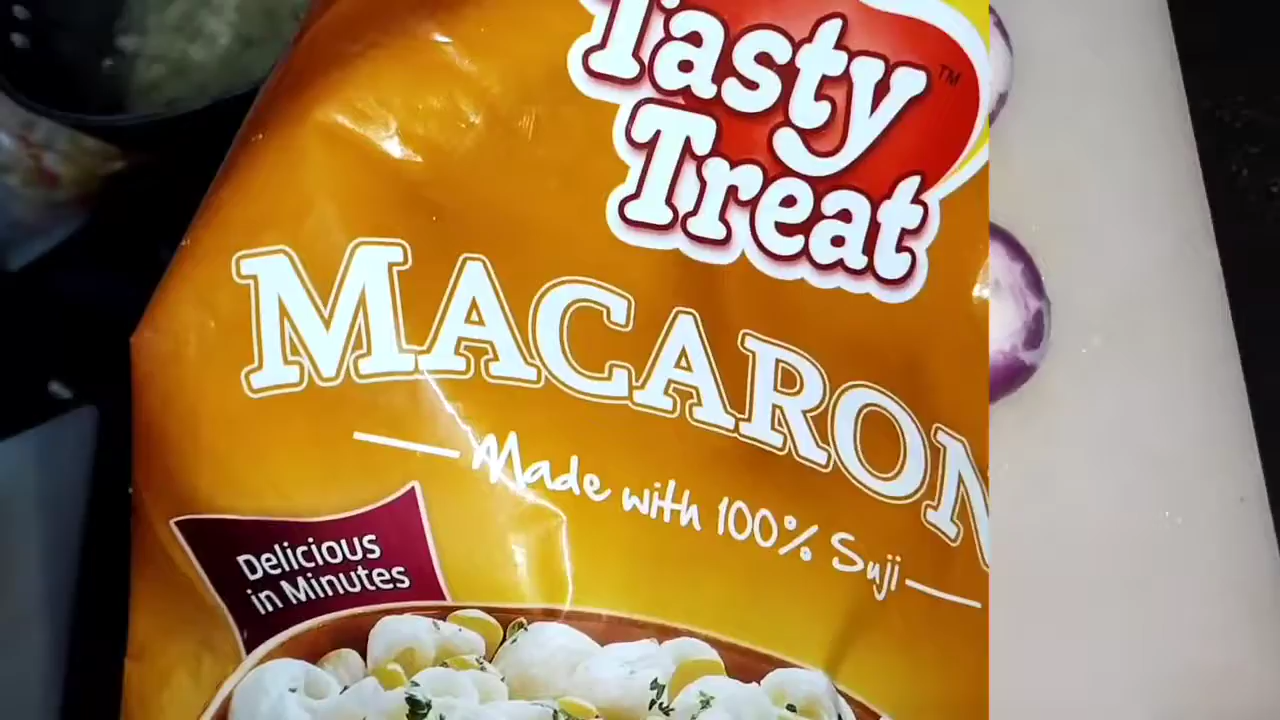 Tasty
Treat
TM
MACARON
Made with 100% Suji
Delicious
in Minutes